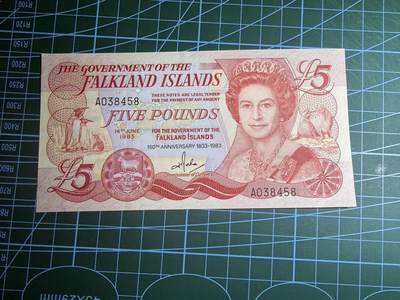 THE GOVERNMENT OF THE
FALKLAND ISLANDS
£5
A038458
THESE NOTES ARE LEGAL TENDER
FOR THE PAYMENT OF ANY AMOUNT
FIVE POUNDS
14TH JUNE
1983
FOR THE GOVERNMENT OF THE
FALKLAND ISLANDS
150TH ANNIVERSARY 1833-1983
£5
A038458